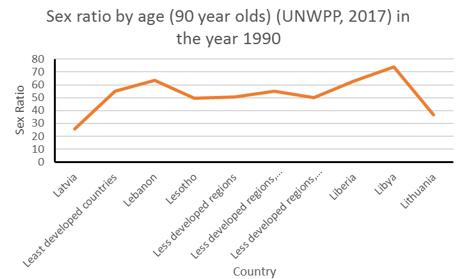 Sex ratio by age (90 year olds) (UNWPP, 2017) in
the year 1990
80
70
60
50
40
30
20
10
0
Sex Ratio
Latvia
Least developed countries
Lebanon
Lesotho
Less developed regions
Less developed regions,...
Less developed regions,...
Liberia
Libya
Lithuania
Country